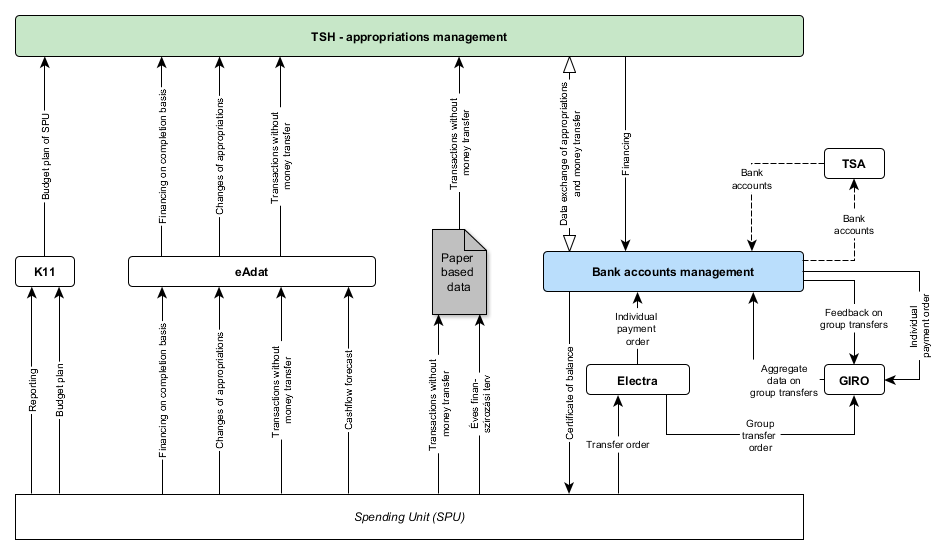 TSH - appropriations management
Budget plan of SPU
Financing on completion basis
Changes of appropriations
Transactions without
money transfer
Transactions without
money transfer
Data exchange of appropriations
and money transfer
Financing
TSA
Bank
accounts
Bank
accounts
K11
eAdat
Paper
based
data
Bank accounts management
Individual
payment order
Feedback on
group transfers
Individual
payment
order
Aggregate
data on
group transfers
GIRO
Electra
Reporting
Budget plan
Financing on completion basis
Changes of appropriations
Transactions without
money transfer
Cashflow forecast
Transactions without
money transfer
Éves finan-
szírozási terv
Certificate of balance
Transfer order
Group
transfer
order
Spending Unit (SPU)